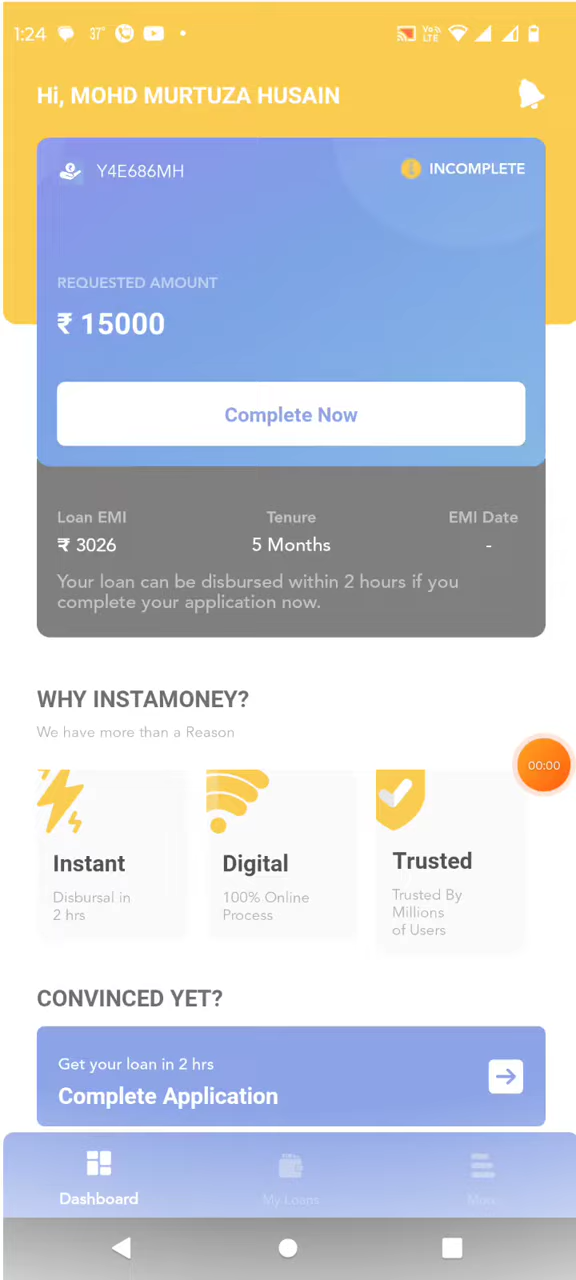 1:24 37°
Vo) LTE
Hi, MOHD MURTUZA HUSAIN
Y4E686MH
INCOMPLETE
REQUESTED AMOUNT
₹ 15000
Complete Now
Loan EMI Tenure EMI Date
₹ 3026 5 Months -
Your loan can be disbursed within 2 hours if you
complete your application now.
WHY INSTAMONEY?
We have more than a Reason
00:00
Instant
Disbursal in
2 hrs
Digital
100% Online
Process
Trusted
Trusted By
Millions
of Users
CONVINCED YET?
Get your loan in 2 hrs
Complete Application
Dashboard My Loans